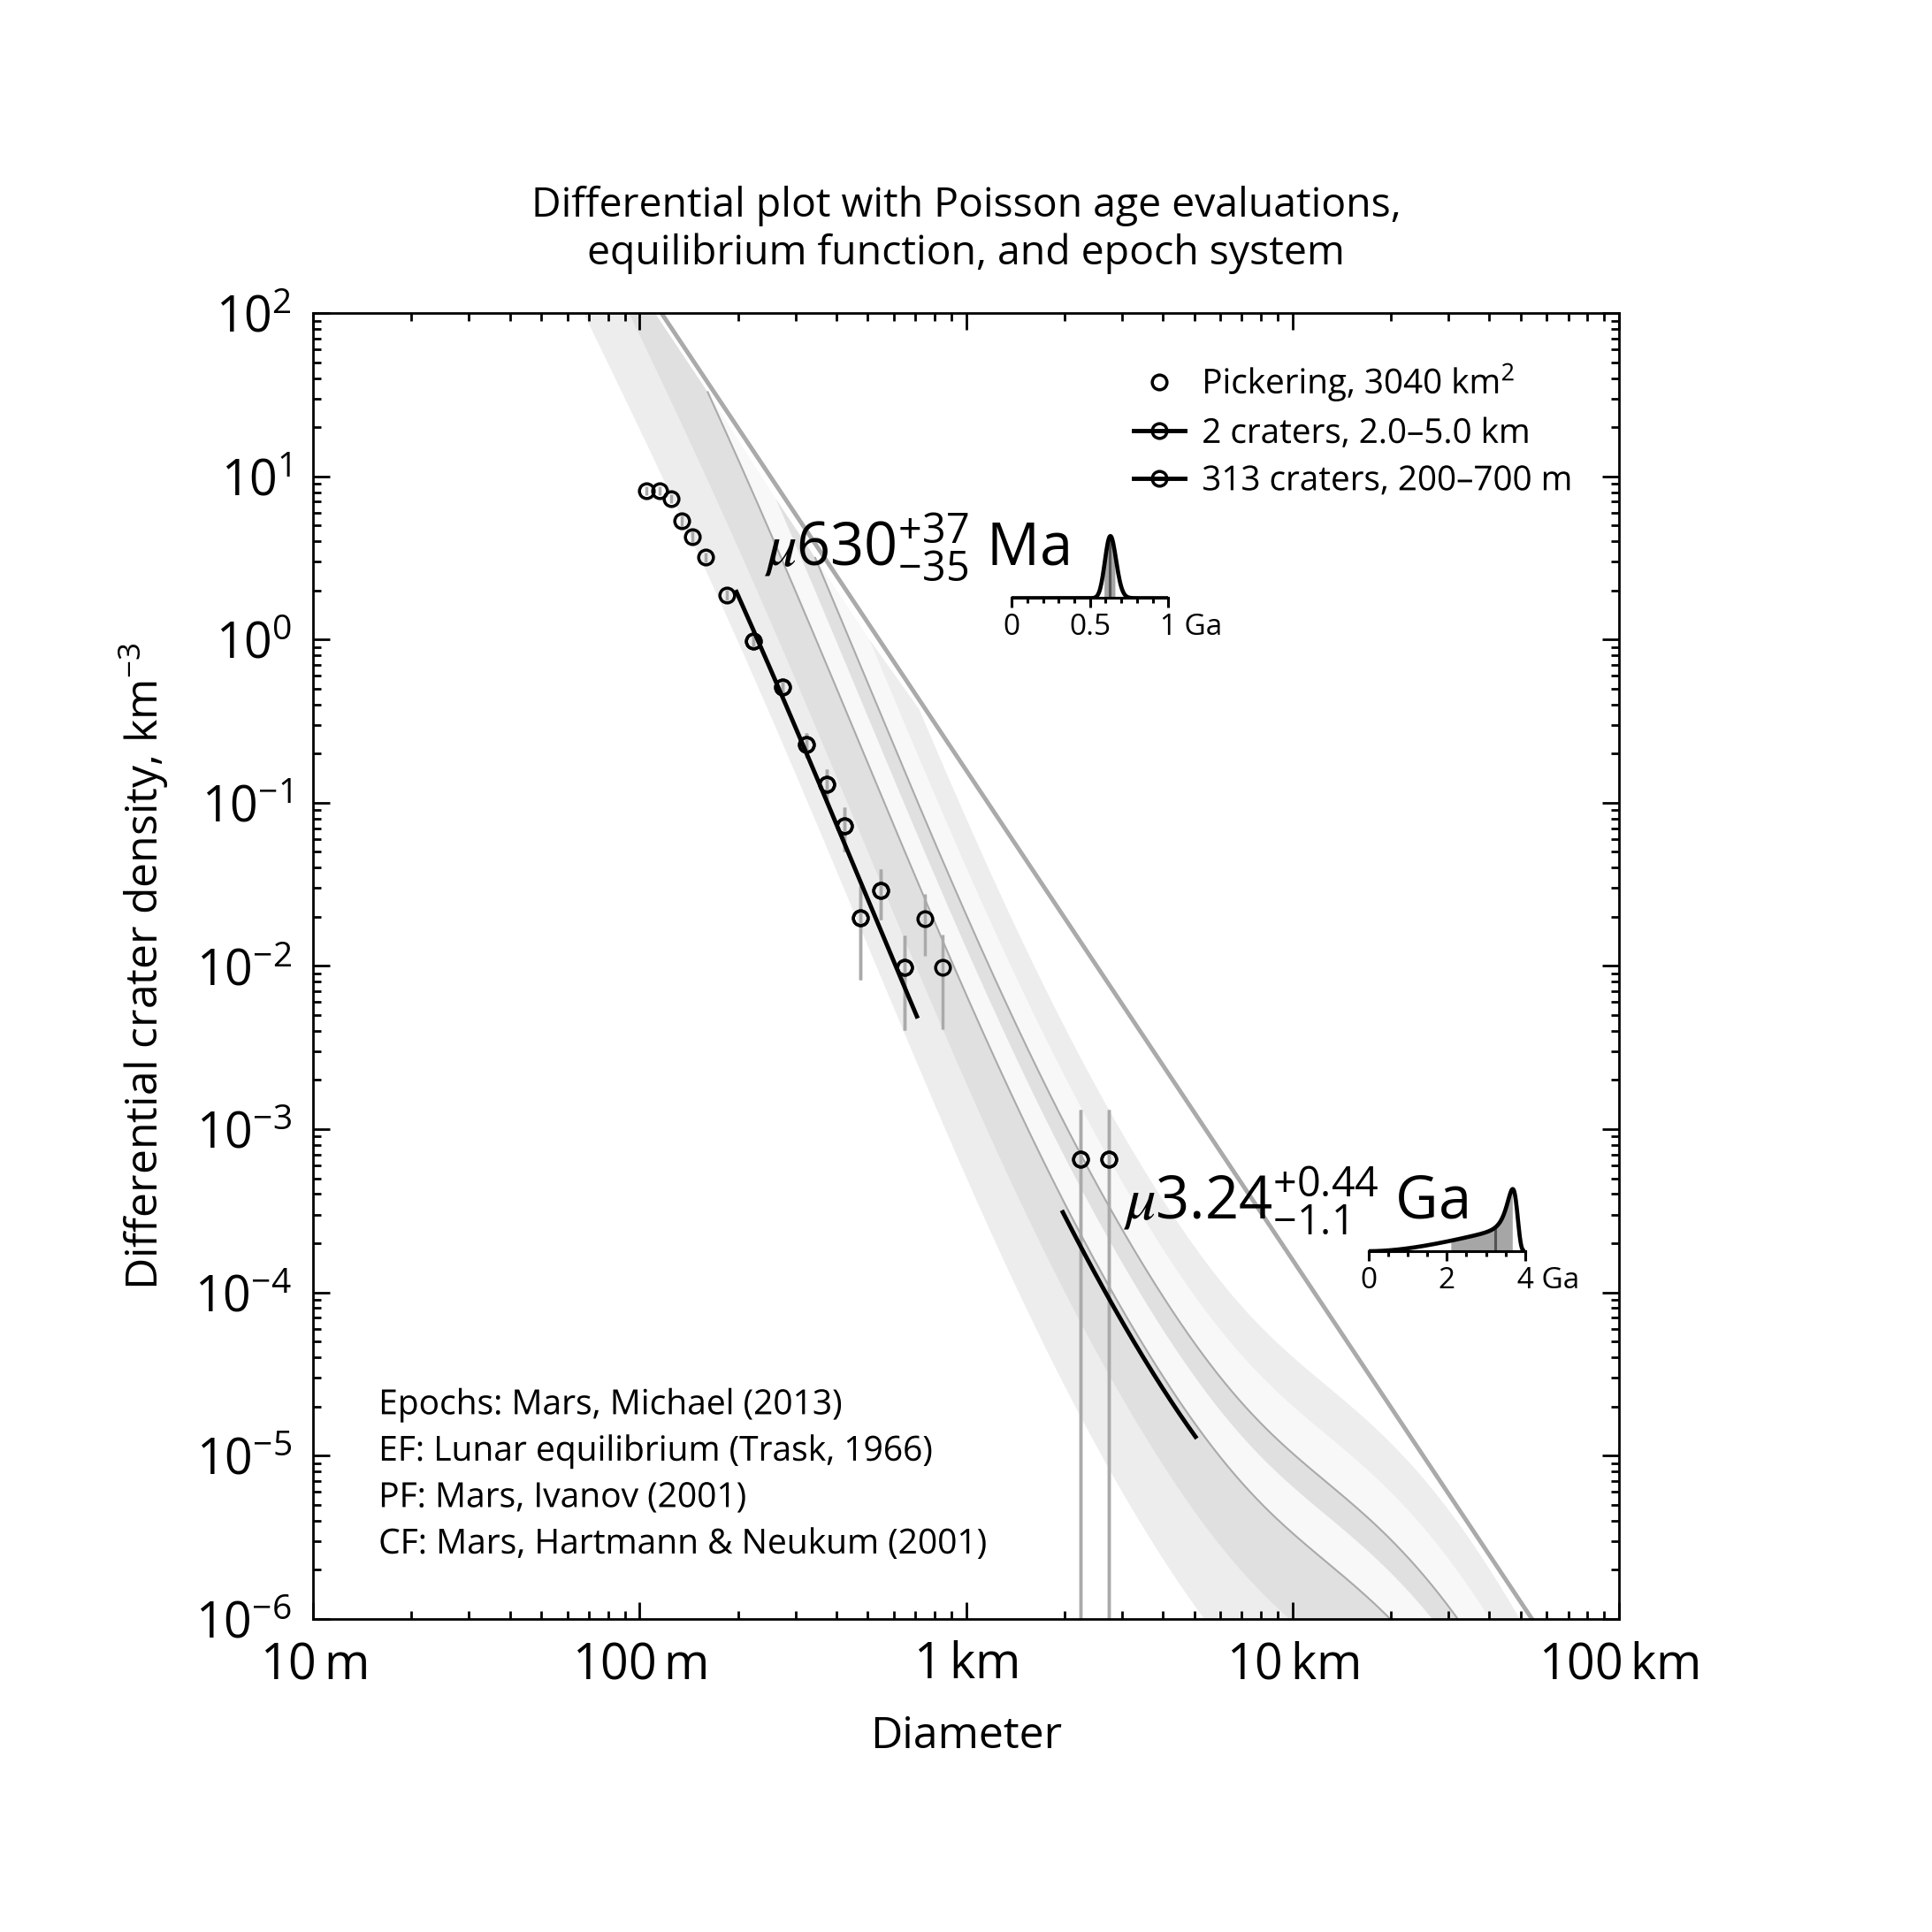 Differential plot with Poisson age evaluations,
equilibrium function, and epoch system
10²
10¹
10⁰
10⁻¹
10⁻²
10⁻³
10⁻⁴
10⁻⁵
10⁻⁶
Differential crater density, km⁻³
Pickering, 3040 km²
2 craters, 2.0–5.0 km
313 craters, 200–700 m
μ630 +37 −35 Ma
0 0.5 1 Ga
μ3.24 +0.44 −1.1 Ga
0 2 4 Ga
Epochs: Mars, Michael (2013)
EF: Lunar equilibrium (Trask, 1966)
PF: Mars, Ivanov (2001)
CF: Mars, Hartmann & Neukum (2001)
10 m 100 m 1 km 10 km 100 km
Diameter